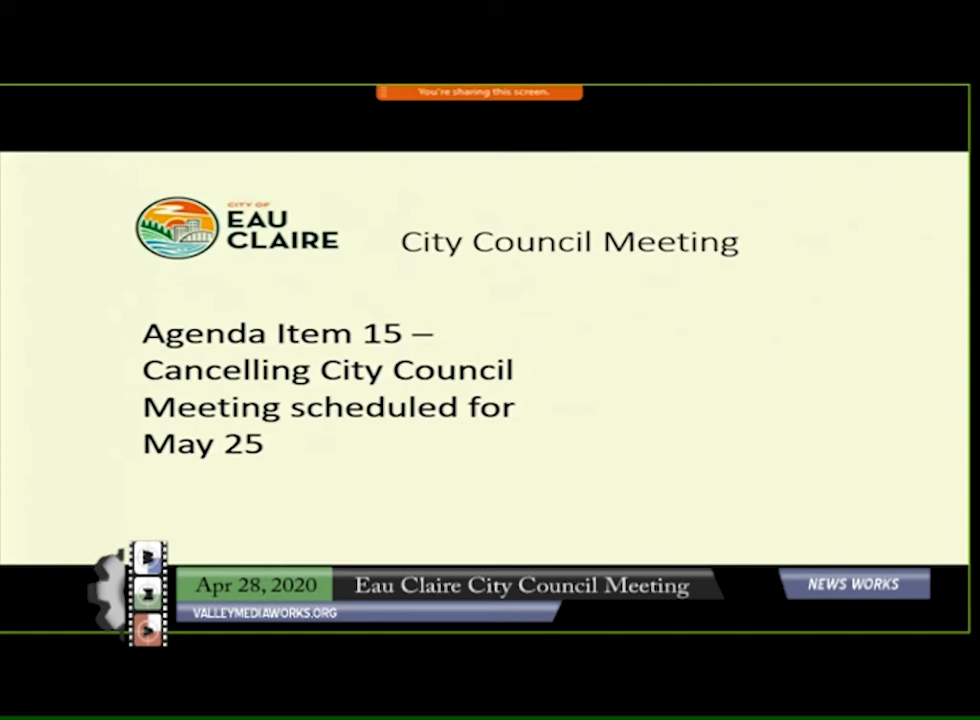 You're sharing this screen.
CITY OF
EAU
CLAIRE
City Council Meeting
Agenda Item 15 –
Cancelling City Council
Meeting scheduled for
May 25
Apr 28, 2020
Eau Claire City Council Meeting
NEWS WORKS
VALLEYMEDIAWORKS.ORG